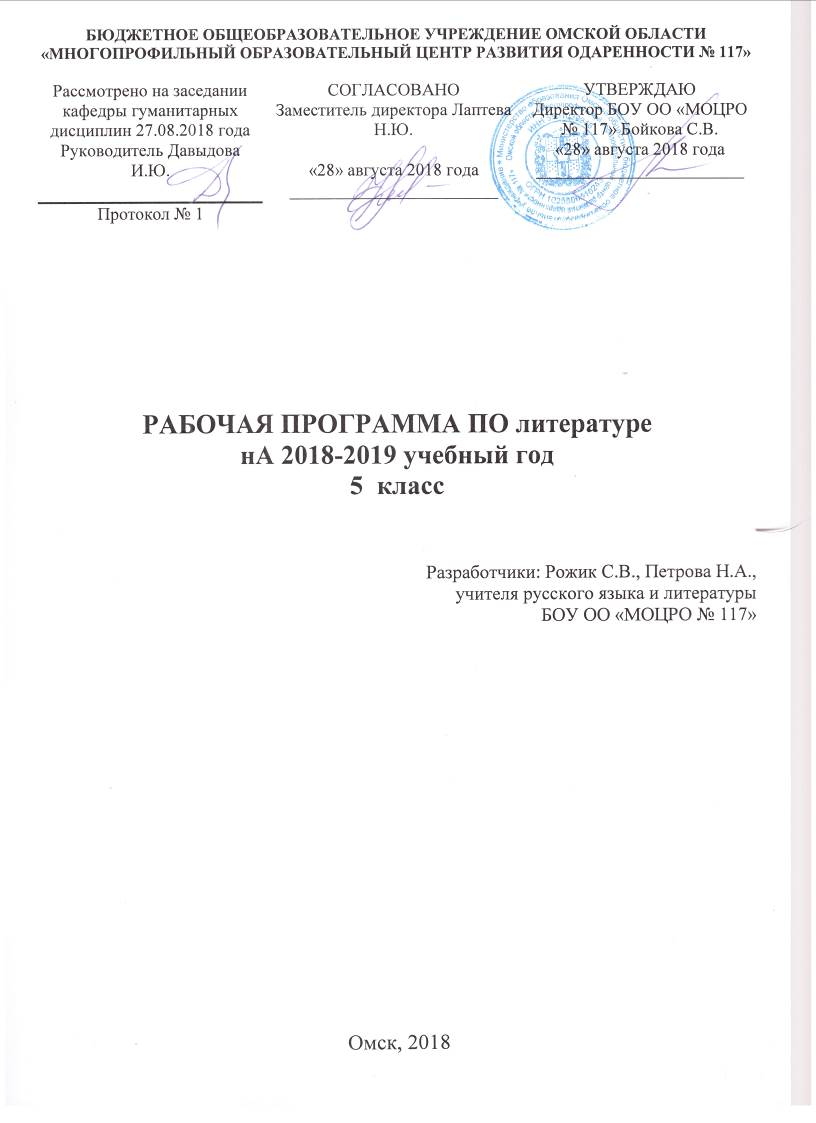 БЮДЖЕТНОЕ ОБЩЕОБРАЗОВАТЕЛЬНОЕ УЧРЕЖДЕНИЕ ОМСКОЙ ОБЛАСТИ
«МНОГОПРОФИЛЬНЫЙ ОБРАЗОВАТЕЛЬНЫЙ ЦЕНТР РАЗВИТИЯ ОДАРЕННОСТИ № 117»
Рассмотрено на заседании
кафедры гуманитарных
дисциплин 27.08.2018 года
Руководитель Давыдова
И.Ю.
Протокол № 1
СОГЛАСОВАНО
Заместитель директора Лаптева
Н.Ю.
«28» августа 2018 года
УТВЕРЖДАЮ
Директор БОУ ОО «МОЦРО
№ 117» Бойкова С.В.
«28» августа 2018 года
РАБОЧАЯ ПРОГРАММА ПО литературе
нА 2018-2019 учебный год
5 класс
Разработчики: Рожик С.В., Петрова Н.А.,
учителя русского языка и литературы
БОУ ОО «МОЦРО № 117»
Омск, 2018